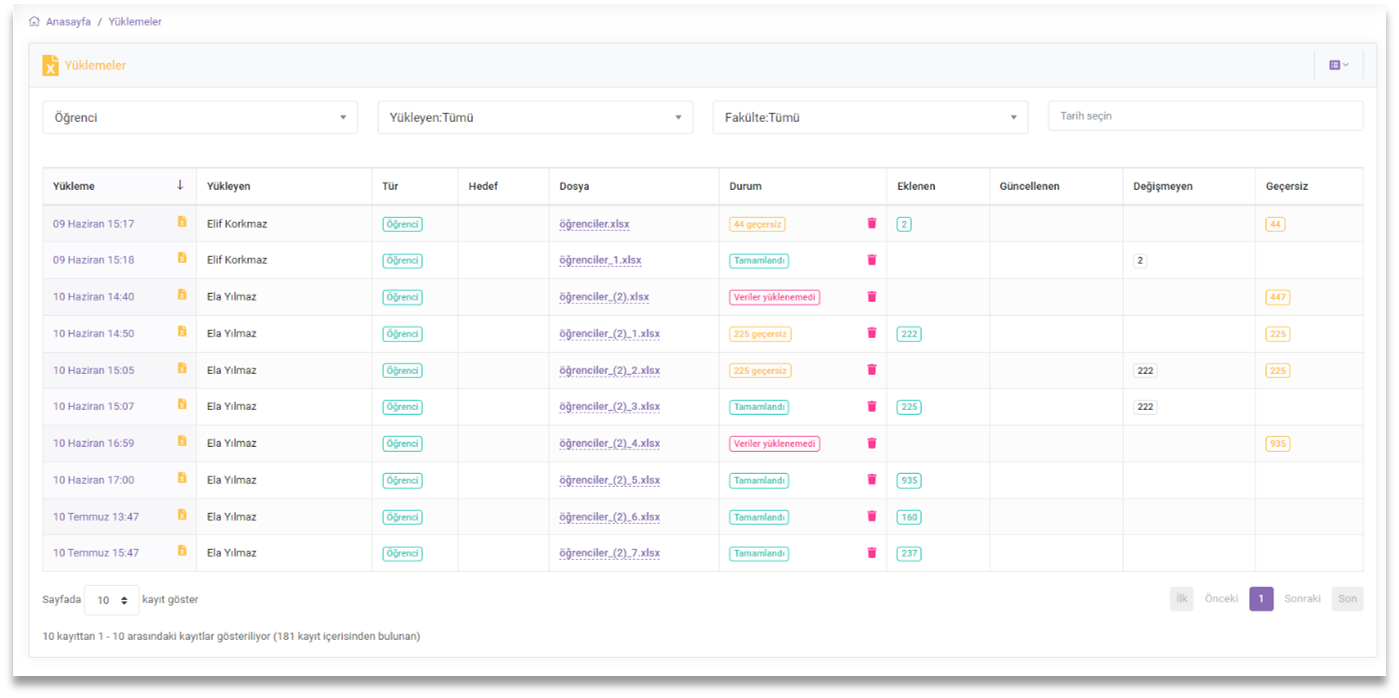 Anasayfa / Yüklemeler
Yüklemeler
Öğrenci Yükleyen:Tümü Fakülte:Tümü Tarih seçin
Yükleme Yükleyen Tür Hedef Dosya Durum Eklenen Güncellenen Değişmeyen Geçersiz
09 Haziran 15:17 Elif Korkmaz Öğrenci öğrenciler.xlsx 44 geçersiz 2 44
09 Haziran 15:18 Elif Korkmaz Öğrenci öğrenciler_1.xlsx Tamamlandı 2
10 Haziran 14:40 Ela Yılmaz Öğrenci öğrenciler_(2).xlsx Veriler yüklenemedi 447
10 Haziran 14:50 Ela Yılmaz Öğrenci öğrenciler_(2)_1.xlsx 225 geçersiz 222 225
10 Haziran 15:05 Ela Yılmaz Öğrenci öğrenciler_(2)_2.xlsx 225 geçersiz 222 225
10 Haziran 15:07 Ela Yılmaz Öğrenci öğrenciler_(2)_3.xlsx Tamamlandı 225 222
10 Haziran 16:59 Ela Yılmaz Öğrenci öğrenciler_(2)_4.xlsx Veriler yüklenemedi 935
10 Haziran 17:00 Ela Yılmaz Öğrenci öğrenciler_(2)_5.xlsx Tamamlandı 935
10 Temmuz 13:47 Ela Yılmaz Öğrenci öğrenciler_(2)_6.xlsx Tamamlandı 160
10 Temmuz 15:47 Ela Yılmaz Öğrenci öğrenciler_(2)_7.xlsx Tamamlandı 237
Sayfada 10 kayıt göster İlk Önceki 1 Sonraki Son
10 kayıttan 1 - 10 arasındaki kayıtlar gösteriliyor (181 kayıt içerisinden bulunan)